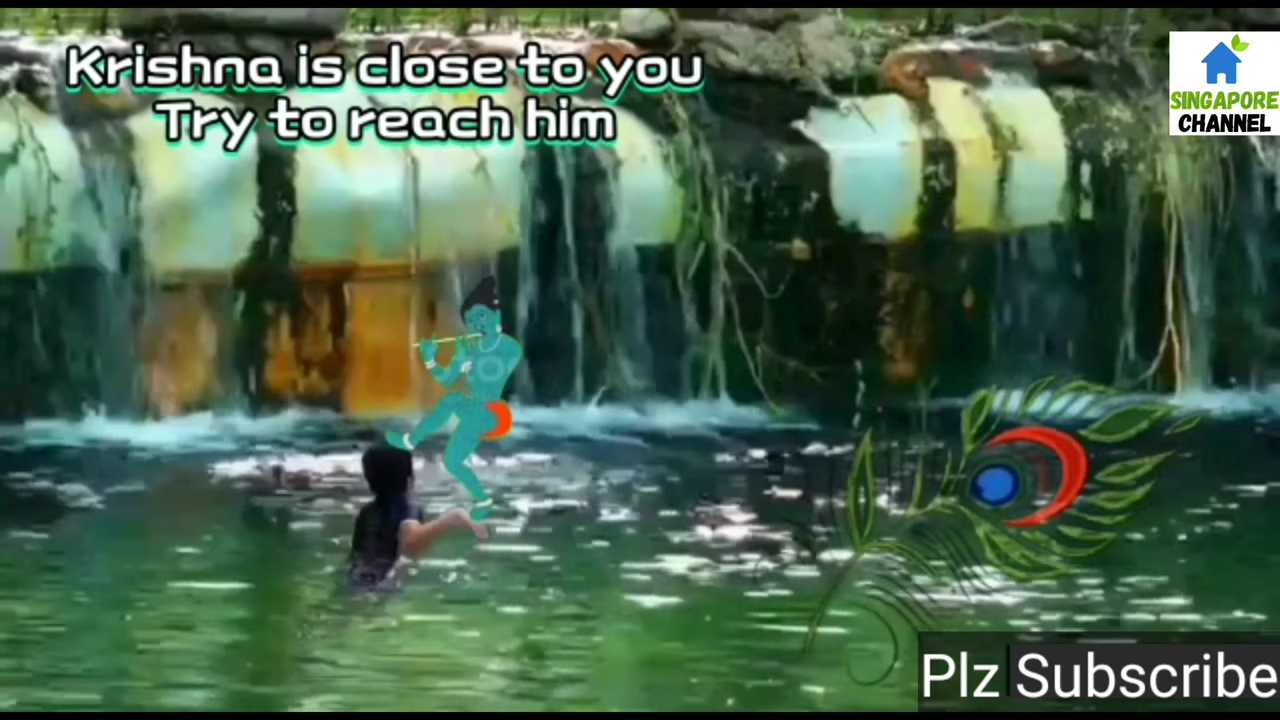 Krishna is close to you
Try to reach him
SINGAPORE
CHANNEL
Plz Subscribe